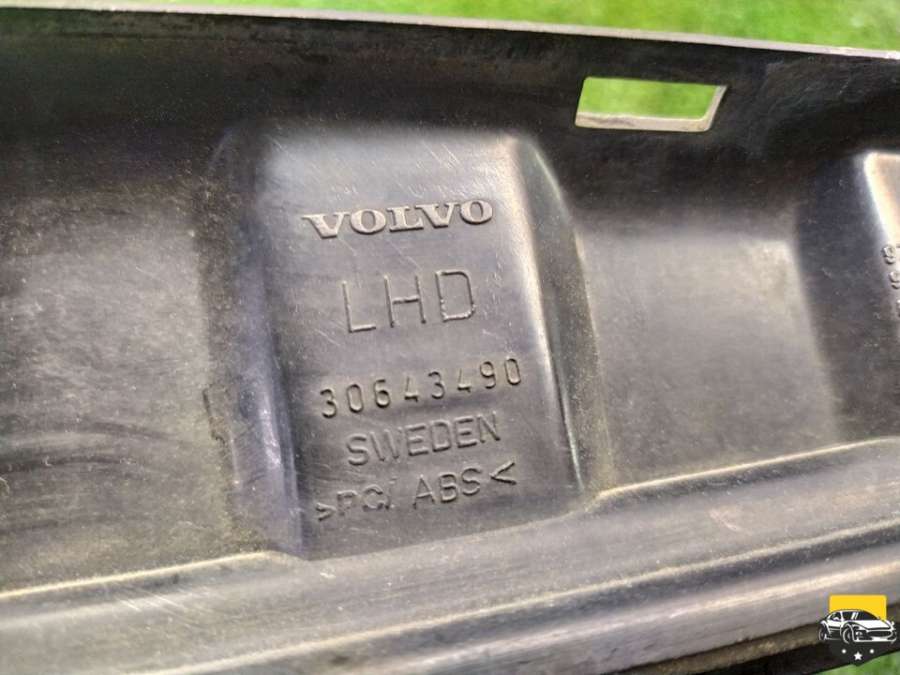 VOLVO
LHD
30643490
SWEDEN
>PC/ ABS<